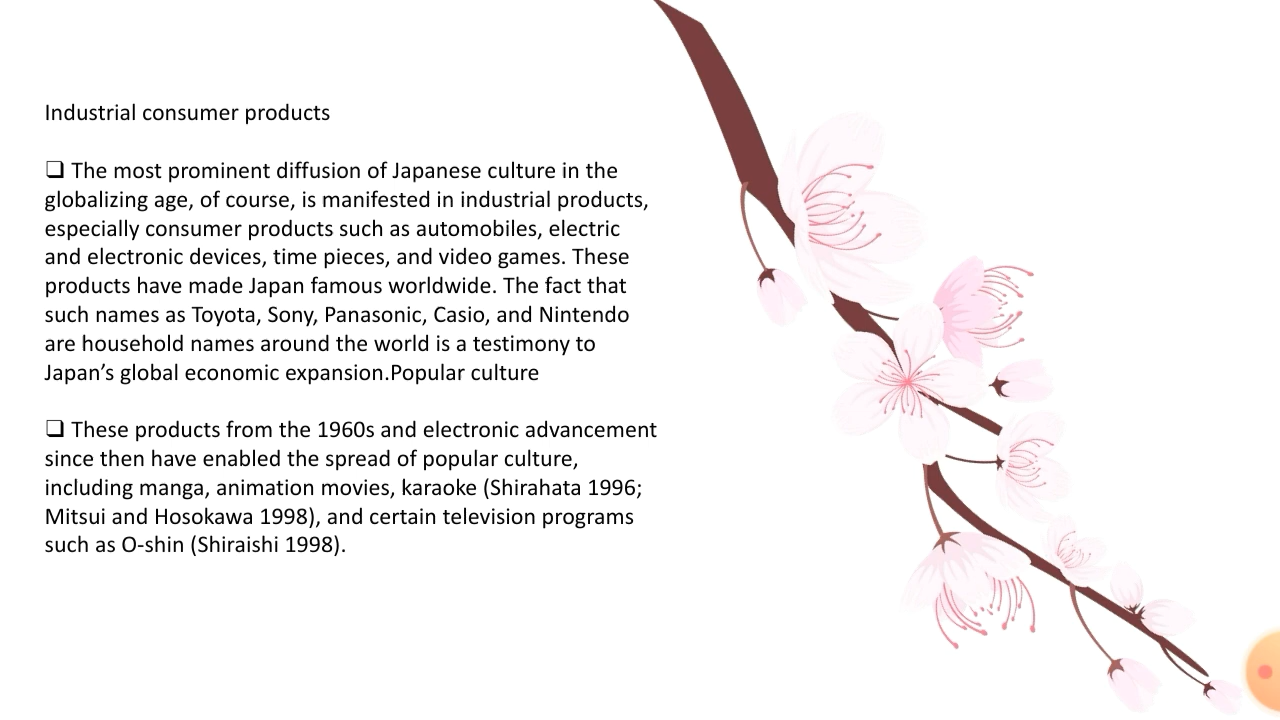 Industrial consumer products
❑ The most prominent diffusion of Japanese culture in the
globalizing age, of course, is manifested in industrial products,
especially consumer products such as automobiles, electric
and electronic devices, time pieces, and video games. These
products have made Japan famous worldwide. The fact that
such names as Toyota, Sony, Panasonic, Casio, and Nintendo
are household names around the world is a testimony to
Japan’s global economic expansion.Popular culture
❑ These products from the 1960s and electronic advancement
since then have enabled the spread of popular culture,
including manga, animation movies, karaoke (Shirahata 1996;
Mitsui and Hosokawa 1998), and certain television programs
such as O-shin (Shiraishi 1998).